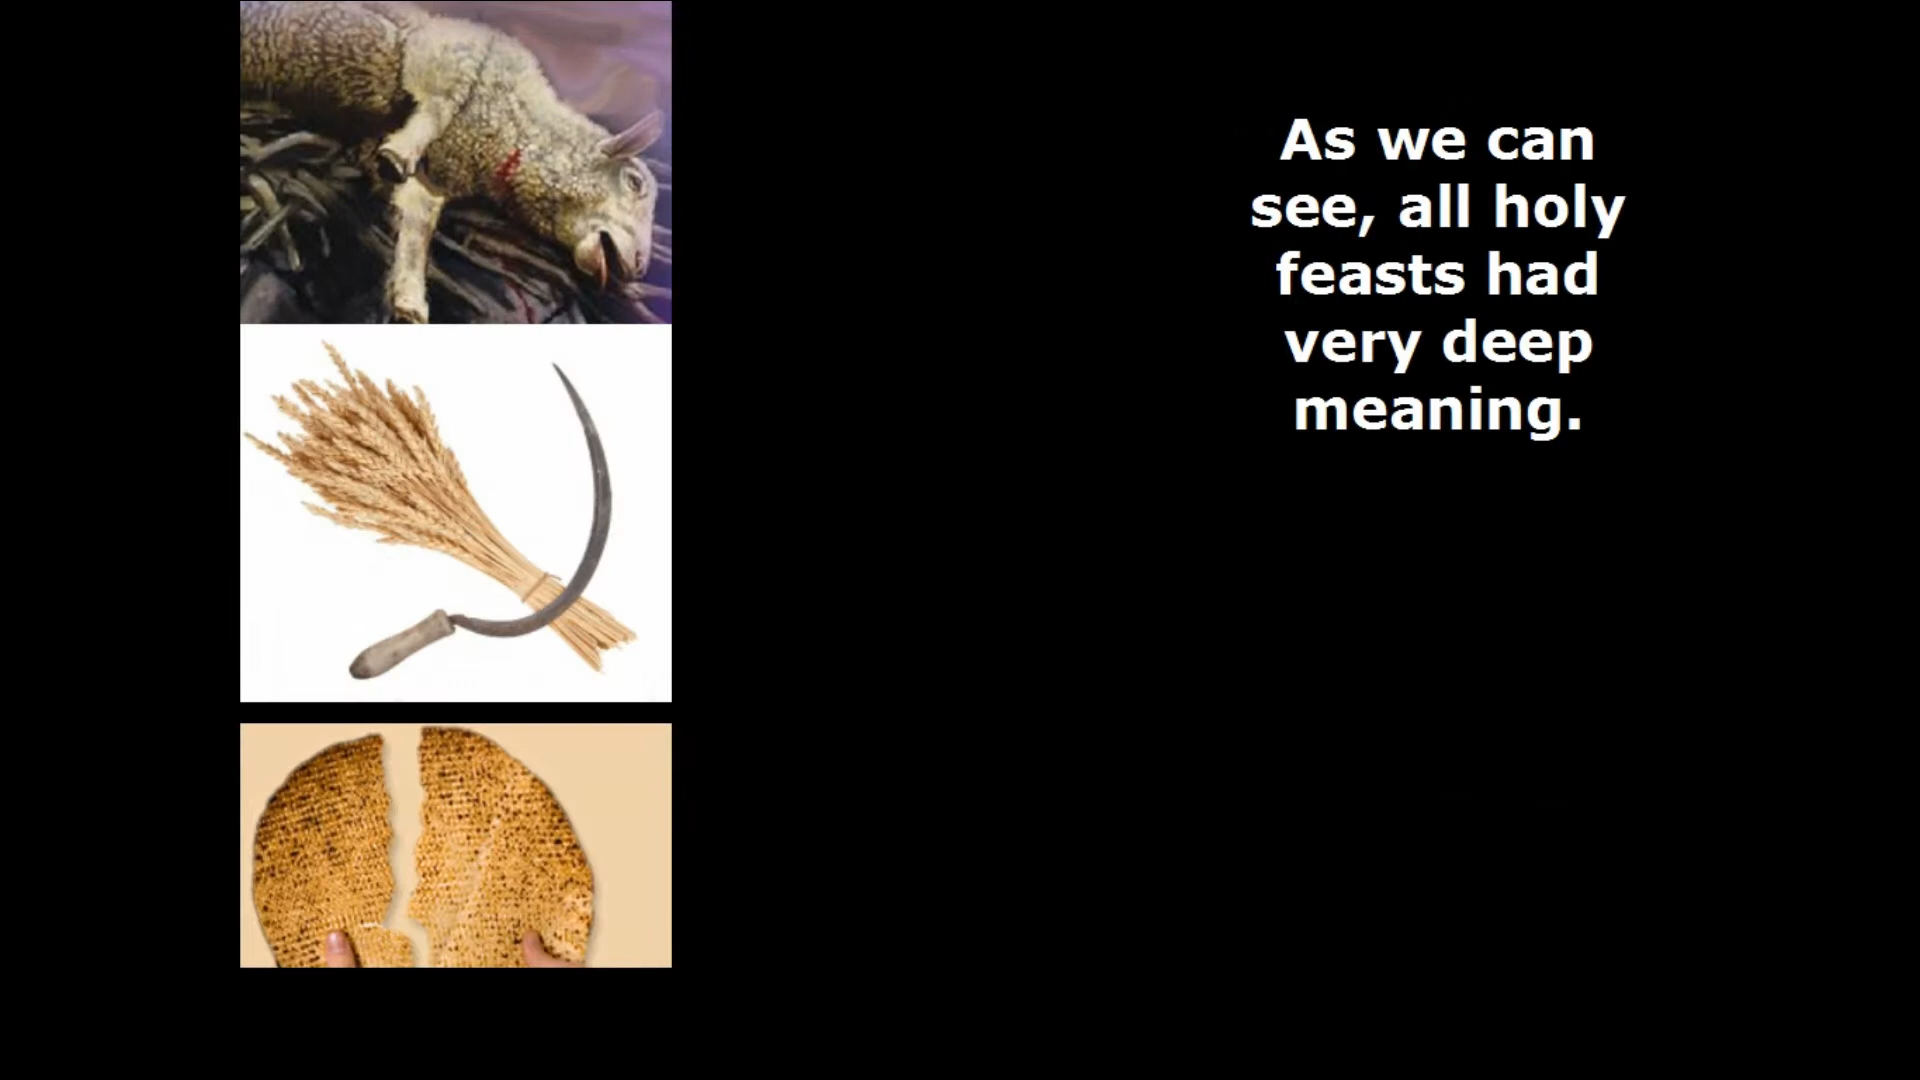 As we can
see, all holy
feasts had
very deep
meaning.